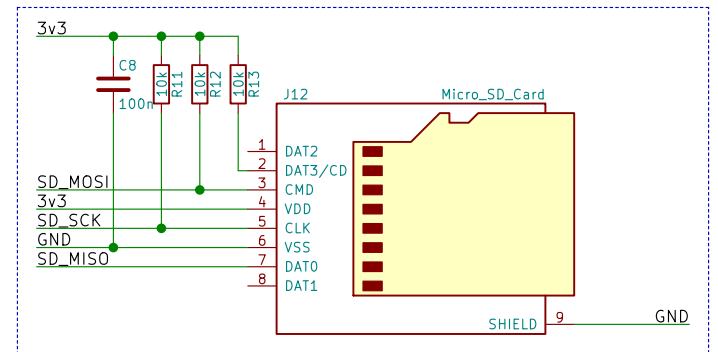 3v3
C8
100n
10k
R11
10k
R12
10k
R13
J12
Micro_SD_Card
1 DAT2
2 DAT3/CD
SD_MOSI 3 CMD
3v3 4 VDD
SD_SCK 5 CLK
GND 6 VSS
SD_MISO 7 DAT0
8 DAT1
SHIELD 9 GND